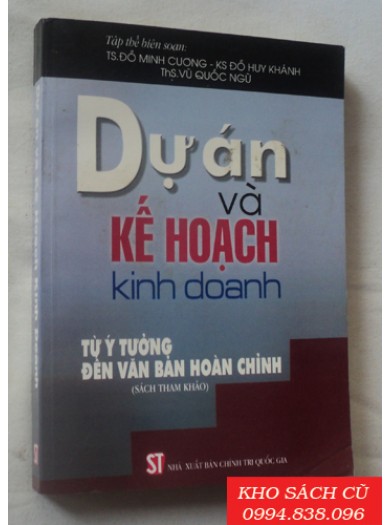 Tập thể biên soạn:
TS.ĐỖ MINH CƯƠNG - KS ĐỖ HUY KHÁNH
ThS.VŨ QUỐC NGỮ
Dự án
và
KẾ HOẠCH
kinh doanh
TỪ Ý TƯỞNG
ĐẾN VĂN BẢN HOÀN CHỈNH
(SÁCH THAM KHẢO)
ST NHÀ XUẤT BẢN CHÍNH TRỊ QUỐC GIA
KHO SÁCH CŨ
0994.838.096